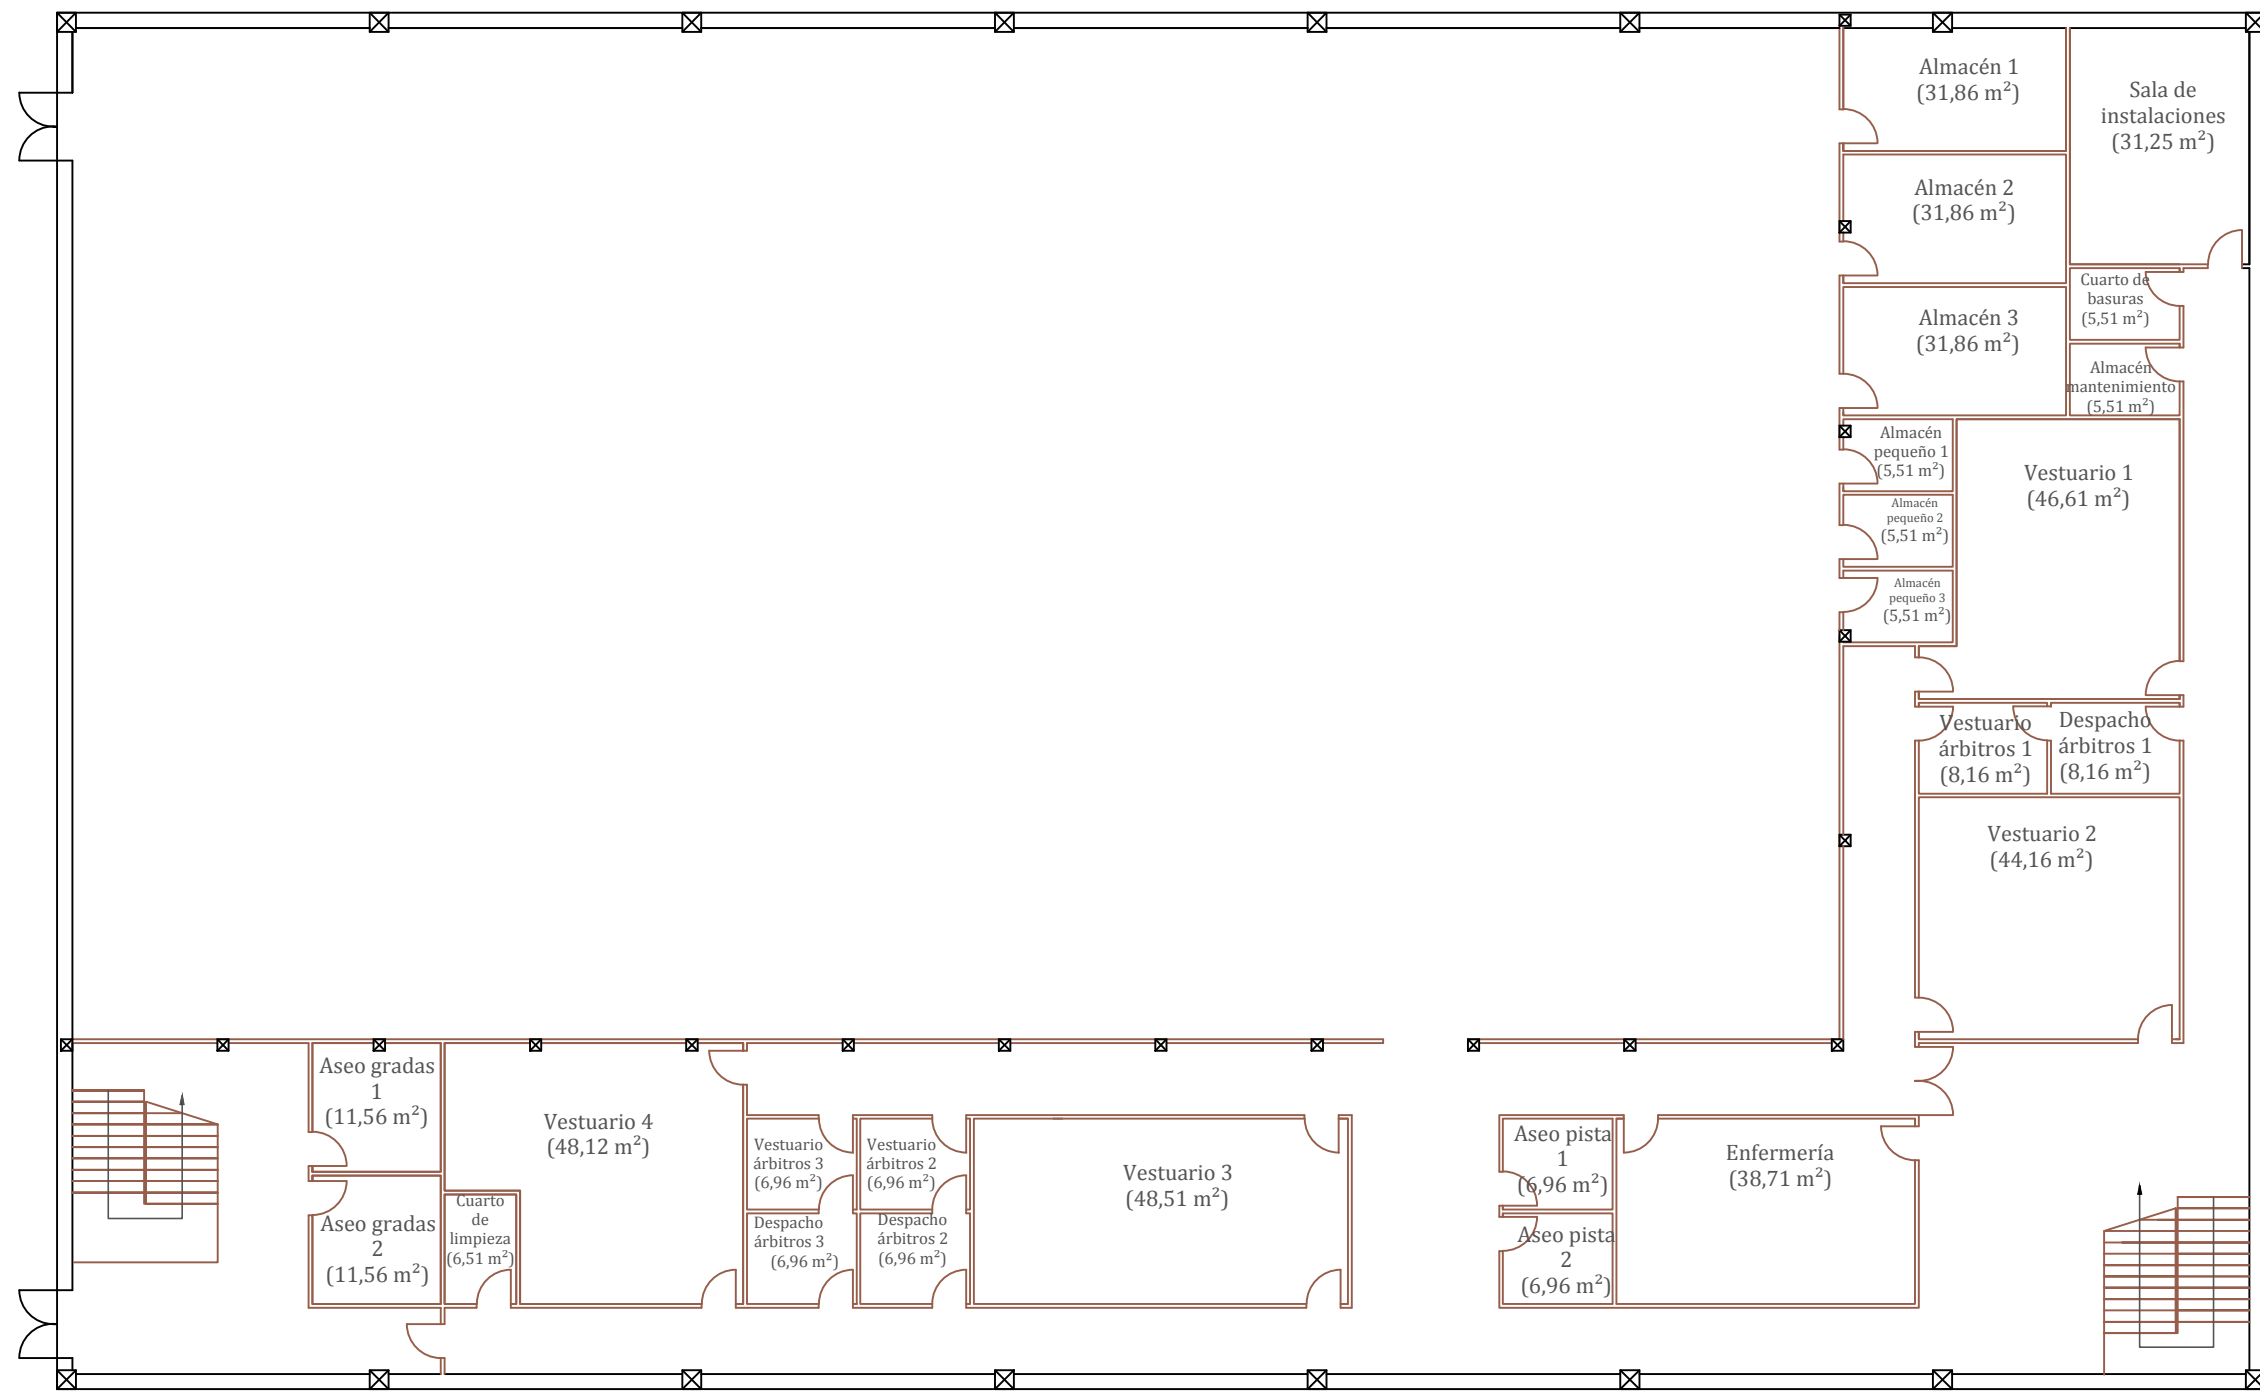 Almacén 1
(31,86 m²)
Sala de
instalaciones
(31,25 m²)
Almacén 2
(31,86 m²)
Cuarto de
basuras
(5,51 m²)
Almacén 3
(31,86 m²)
Almacén
mantenimiento
(5,51 m²)
Almacén
pequeño 1
(5,51 m²)
Vestuario 1
(46,61 m²)
Almacén
pequeño 2
(5,51 m²)
Almacén
pequeño 3
(5,51 m²)
Vestuario
árbitros 1
(8,16 m²)
Despacho
árbitros 1
(8,16 m²)
Vestuario 2
(44,16 m²)
Aseo gradas
1
(11,56 m²)
Vestuario 4
(48,12 m²)
Vestuario
árbitros 3
(6,96 m²)
Vestuario
árbitros 2
(6,96 m²)
Vestuario 3
(48,51 m²)
Aseo pista
1
(6,96 m²)
Enfermería
(38,71 m²)
Aseo gradas
2
(11,56 m²)
Cuarto
de
limpieza
(6,51 m²)
Despacho
árbitros 3
(6,96 m²)
Despacho
árbitros 2
(6,96 m²)
Aseo pista
2
(6,96 m²)